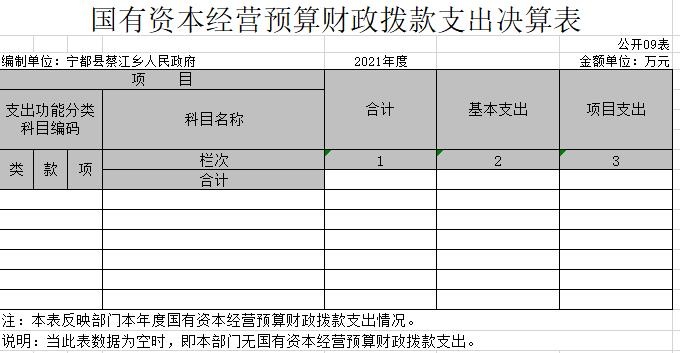 国有资本经营预算财政拨款支出决算表
公开09表
编制单位：宁都县蔡江乡人民政府 2021年度 金额单位：万元
项 目 合计 基本支出 项目支出
支出功能分类科目编码 科目名称
类 款 项 栏次 1 2 3
合计
注：本表反映部门本年度国有资本经营预算财政拨款支出情况。
说明：当此表数据为空时，即本部门无国有资本经营预算财政拨款支出。